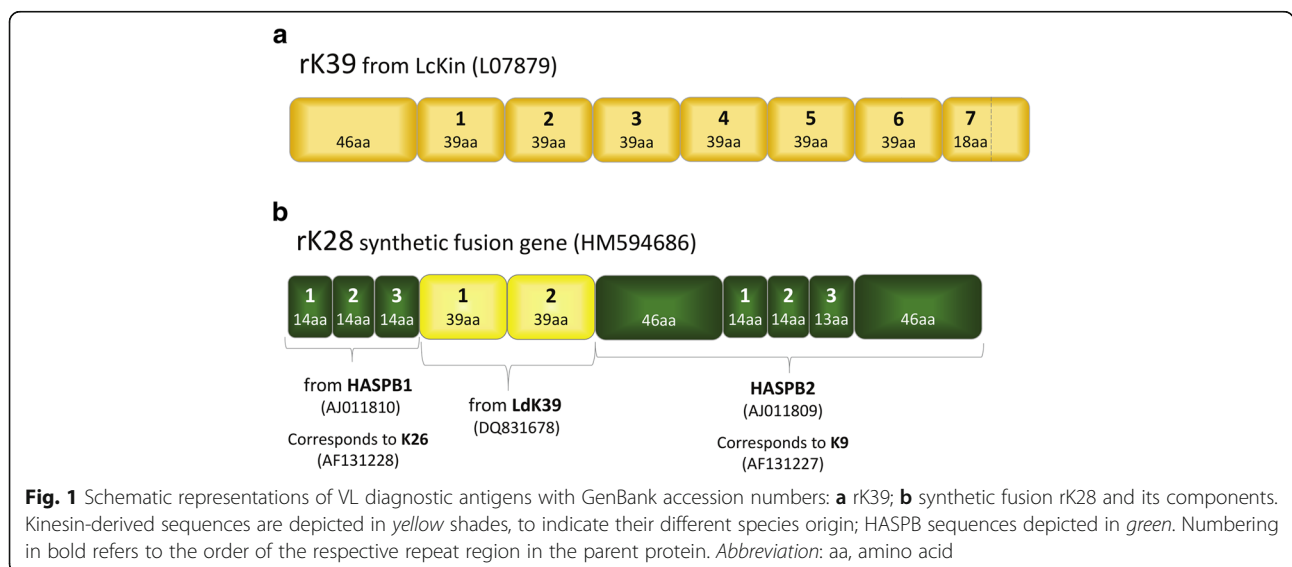 a
rK39 from LcKin (L07879)
1 2 3 4 5 6 7
46aa 39aa 39aa 39aa 39aa 39aa 39aa 18aa
b
rK28 synthetic fusion gene (HM594686)
1 2 3 1 2 1 2 3
14aa 14aa 14aa 39aa 39aa 46aa 14aa 14aa 13aa 46aa
from HASPB1
(AJ011810)
Corresponds to K26
(AF131228)
from LdK39
(DQ831678)
HASPB2
(AJ011809)
Corresponds to K9
(AF131227)
Fig. 1 Schematic representations of VL diagnostic antigens with GenBank accession numbers: a rK39; b synthetic fusion rK28 and its components.
Kinesin-derived sequences are depicted in yellow shades, to indicate their different species origin; HASPB sequences depicted in green. Numbering
in bold refers to the order of the respective repeat region in the parent protein. Abbreviation: aa, amino acid